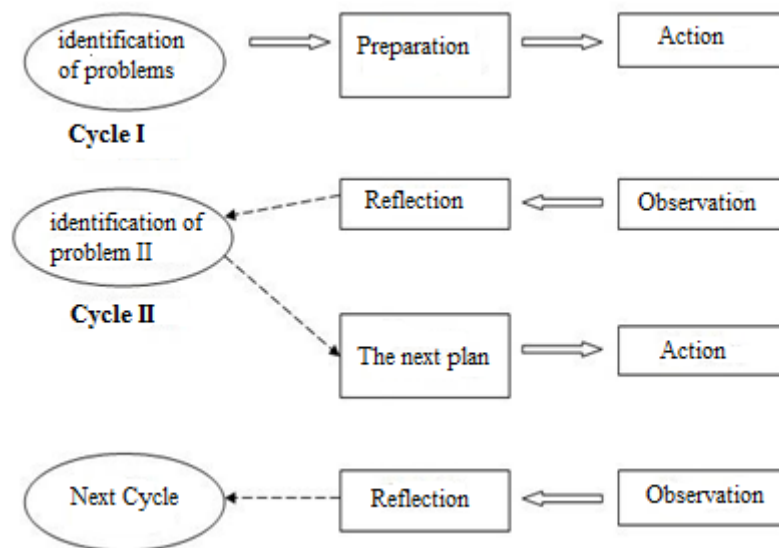 identification
of problems
Preparation
Action
Cycle I
Reflection
Observation
identification of
problem II
Cycle II
The next plan
Action
Next Cycle
Reflection
Observation